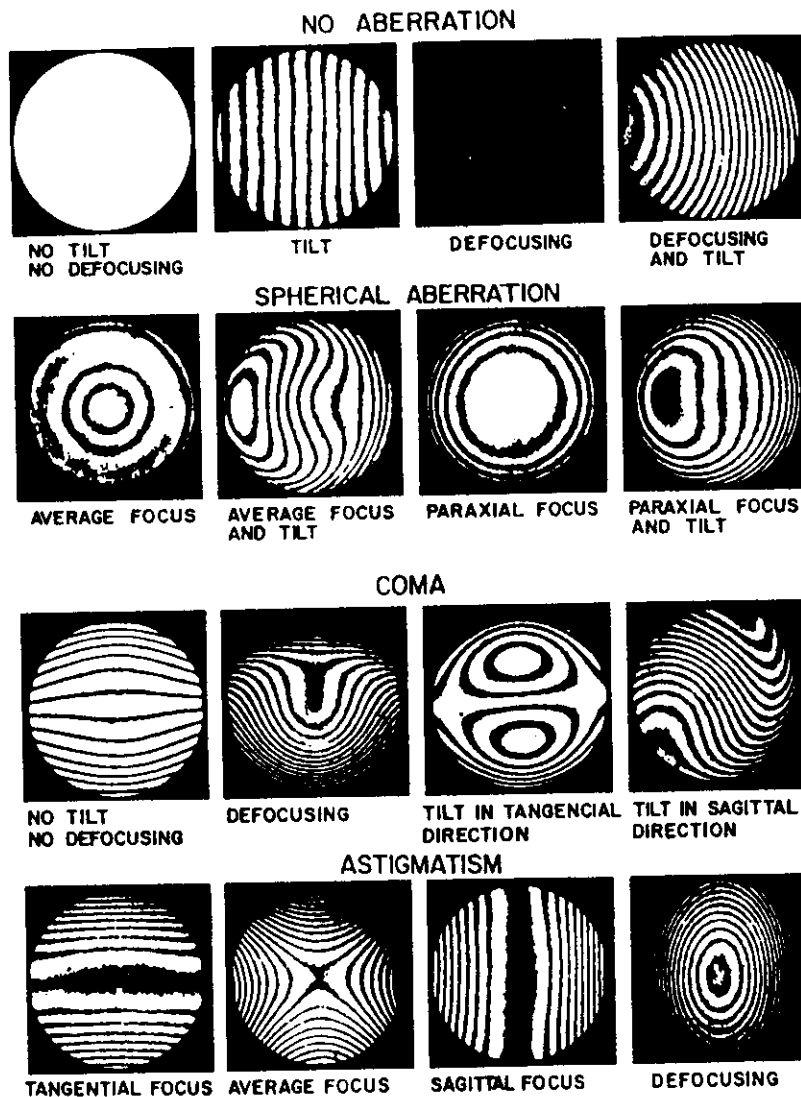 NO ABERRATION
NO TILT
NO DEFOCUSING
TILT
DEFOCUSING
DEFOCUSING
AND TILT
SPHERICAL ABERRATION
AVERAGE FOCUS
AVERAGE FOCUS
AND TILT
PARAXIAL FOCUS
PARAXIAL FOCUS
AND TILT
COMA
NO TILT
NO DEFOCUSING
DEFOCUSING
TILT IN TANGENCIAL
DIRECTION
TILT IN SAGITTAL
DIRECTION
ASTIGMATISM
TANGENTIAL FOCUS
AVERAGE FOCUS
SAGITTAL FOCUS
DEFOCUSING